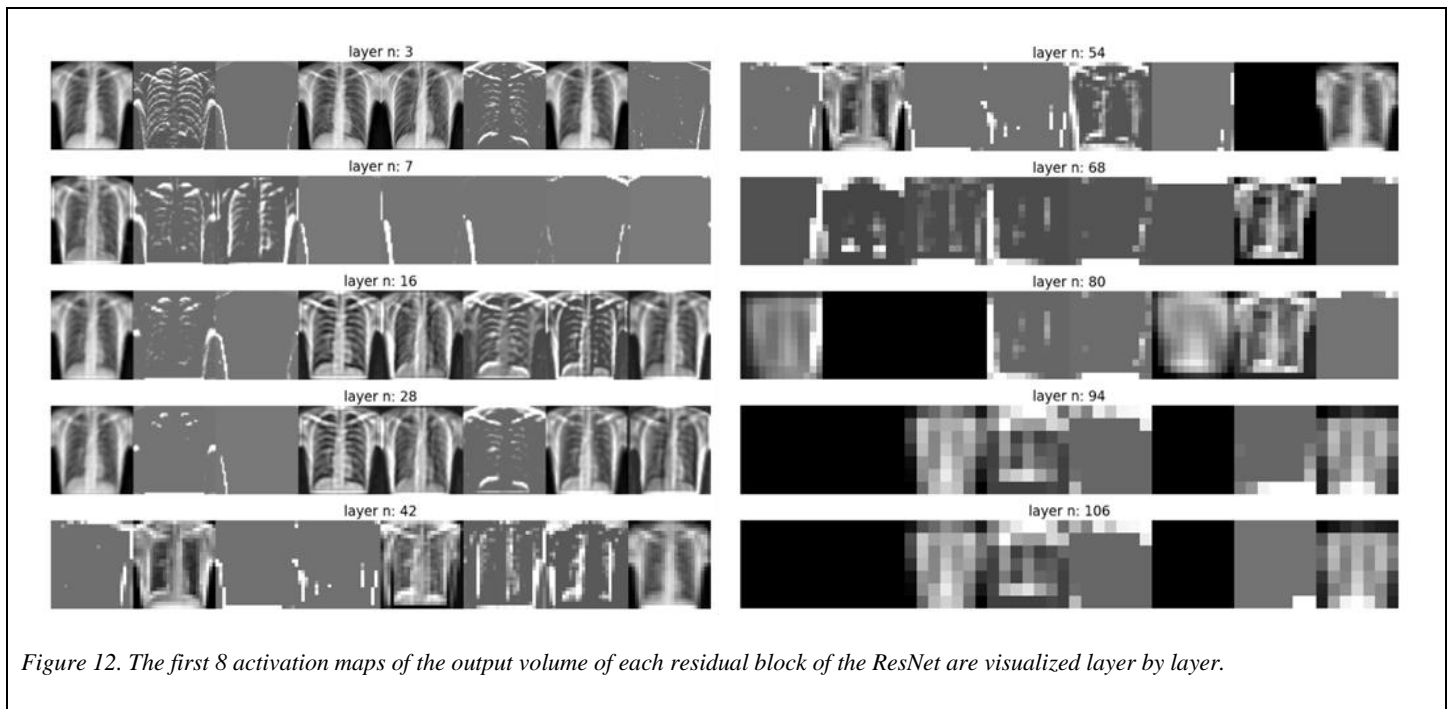 layer n: 3
layer n: 7
layer n: 16
layer n: 28
layer n: 42
layer n: 54
layer n: 68
layer n: 80
layer n: 94
layer n: 106
Figure 12. The first 8 activation maps of the output volume of each residual block of the ResNet are visualized layer by layer.